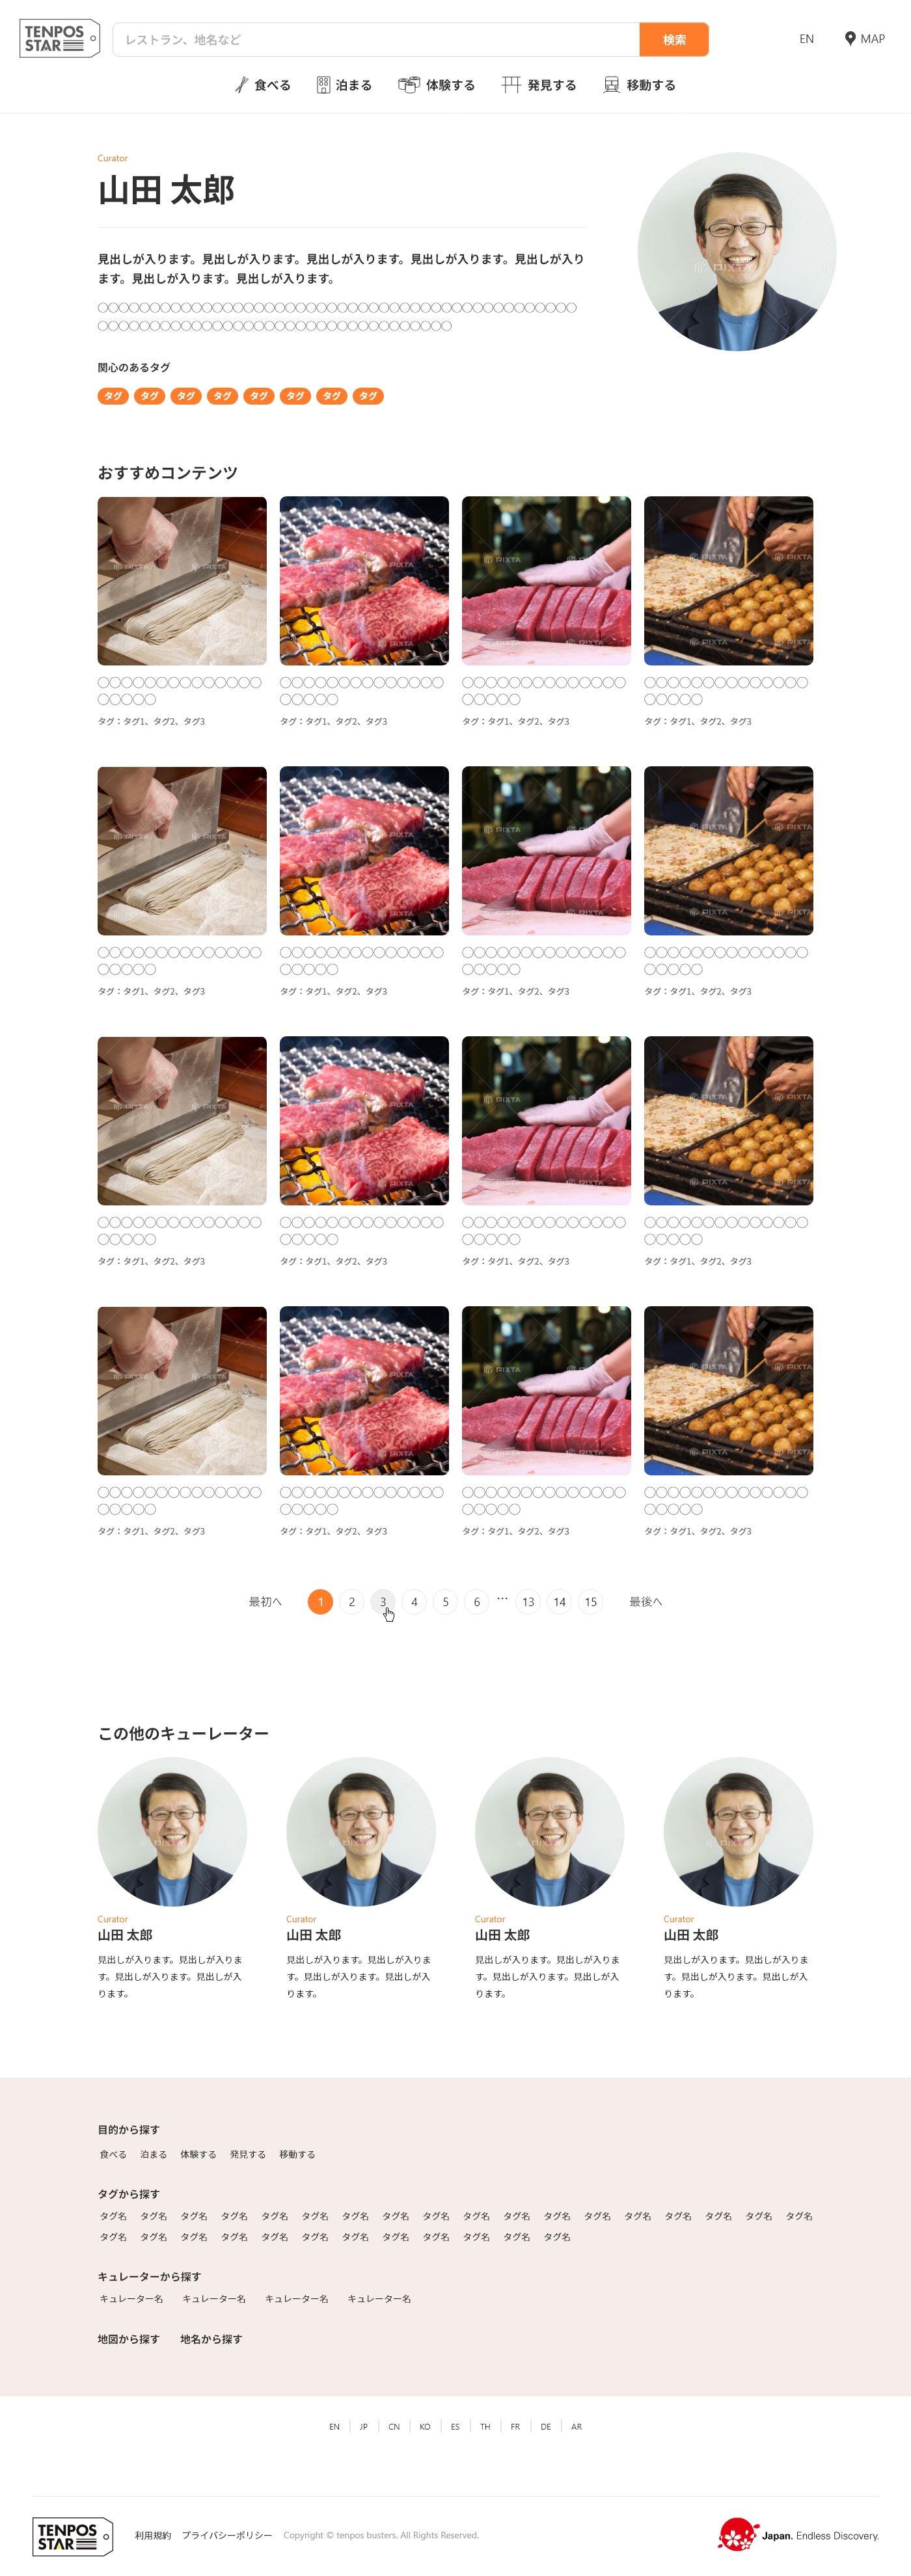 TENPOS
STAR
レストラン、地名など
検索
EN
MAP
食べる
泊まる
体験する
発見する
移動する
Curator
山田 太郎
見出しが入ります。見出しが入ります。見出しが入ります。見出しが入ります。見出しが入り
ます。見出しが入ります。見出しが入ります。
◯◯◯◯◯◯◯◯◯◯◯◯◯◯◯◯◯◯◯◯◯◯◯◯◯◯◯◯◯◯◯◯◯◯◯◯◯◯◯◯◯◯◯◯◯◯
◯◯◯◯◯◯◯◯◯◯◯◯◯◯◯◯◯◯◯◯◯◯◯◯◯◯◯◯◯◯◯◯◯◯
PIXTA
関心のあるタグ
タグ タグ タグ タグ タグ タグ タグ タグ
おすすめコンテンツ
◯◯◯◯◯◯◯◯◯◯◯◯◯◯
◯◯◯◯◯
タグ：タグ1、タグ2、タグ3
◯◯◯◯◯◯◯◯◯◯◯◯◯◯
◯◯◯◯◯
タグ：タグ1、タグ2、タグ3
◯◯◯◯◯◯◯◯◯◯◯◯◯◯
◯◯◯◯◯
タグ：タグ1、タグ2、タグ3
◯◯◯◯◯◯◯◯◯◯◯◯◯◯
◯◯◯◯◯
タグ：タグ1、タグ2、タグ3
◯◯◯◯◯◯◯◯◯◯◯◯◯◯
◯◯◯◯◯
タグ：タグ1、タグ2、タグ3
◯◯◯◯◯◯◯◯◯◯◯◯◯◯
◯◯◯◯◯
タグ：タグ1、タグ2、タグ3
◯◯◯◯◯◯◯◯◯◯◯◯◯◯
◯◯◯◯◯
タグ：タグ1、タグ2、タグ3
◯◯◯◯◯◯◯◯◯◯◯◯◯◯
◯◯◯◯◯
タグ：タグ1、タグ2、タグ3
◯◯◯◯◯◯◯◯◯◯◯◯◯◯
◯◯◯◯◯
タグ：タグ1、タグ2、タグ3
◯◯◯◯◯◯◯◯◯◯◯◯◯◯
◯◯◯◯◯
タグ：タグ1、タグ2、タグ3
◯◯◯◯◯◯◯◯◯◯◯◯◯◯
◯◯◯◯◯
タグ：タグ1、タグ2、タグ3
◯◯◯◯◯◯◯◯◯◯◯◯◯◯
◯◯◯◯◯
タグ：タグ1、タグ2、タグ3
◯◯◯◯◯◯◯◯◯◯◯◯◯◯
◯◯◯◯◯
タグ：タグ1、タグ2、タグ3
◯◯◯◯◯◯◯◯◯◯◯◯◯◯
◯◯◯◯◯
タグ：タグ1、タグ2、タグ3
◯◯◯◯◯◯◯◯◯◯◯◯◯◯
◯◯◯◯◯
タグ：タグ1、タグ2、タグ3
◯◯◯◯◯◯◯◯◯◯◯◯◯◯
◯◯◯◯◯
タグ：タグ1、タグ2、タグ3
最初へ 1 2 3 4 5 6 … 13 14 15 最後へ
この他のキューレーター
Curator
山田 太郎
見出しが入ります。見出しが入りま
す。見出しが入ります。見出しが入
ります。
Curator
山田 太郎
見出しが入ります。見出しが入りま
す。見出しが入ります。見出しが入
ります。
Curator
山田 太郎
見出しが入ります。見出しが入りま
す。見出しが入ります。見出しが入
ります。
Curator
山田 太郎
見出しが入ります。見出しが入りま
す。見出しが入ります。見出しが入
ります。
目的から探す
食べる 泊まる 体験する 発見する 移動する
タグから探す
タグ名 タグ名 タグ名 タグ名 タグ名 タグ名 タグ名 タグ名 タグ名 タグ名 タグ名 タグ名 タグ名 タグ名 タグ名 タグ名 タグ名 タグ名
タグ名 タグ名 タグ名 タグ名 タグ名 タグ名 タグ名 タグ名 タグ名 タグ名 タグ名 タグ名
キュレーターから探す
キュレーター名 キュレーター名 キュレーター名 キュレーター名
地図から探す 地名から探す
EN JP CN KO ES TH FR DE AR
TENPOS
STAR
利用規約 プライバシーポリシー Copyright © tenpos busters. All Rights Reserved.
Japan. Endless Discovery.